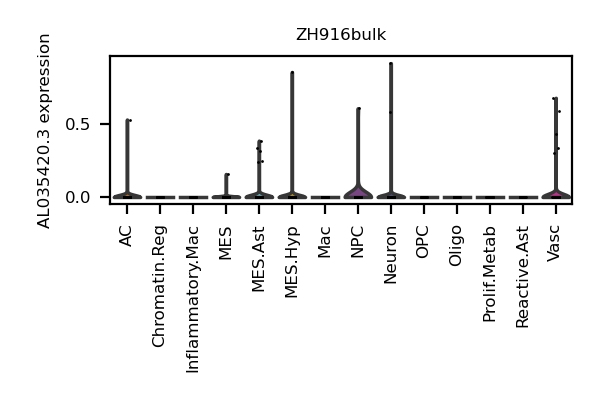 ZH916bulk
AL035420.3 expression
0.5
0.0
AC
Chromatin.Reg
Inflammatory.Mac
MES
MES.Ast
MES.Hyp
Mac
NPC
Neuron
OPC
Oligo
Prolif.Metab
Reactive.Ast
Vasc